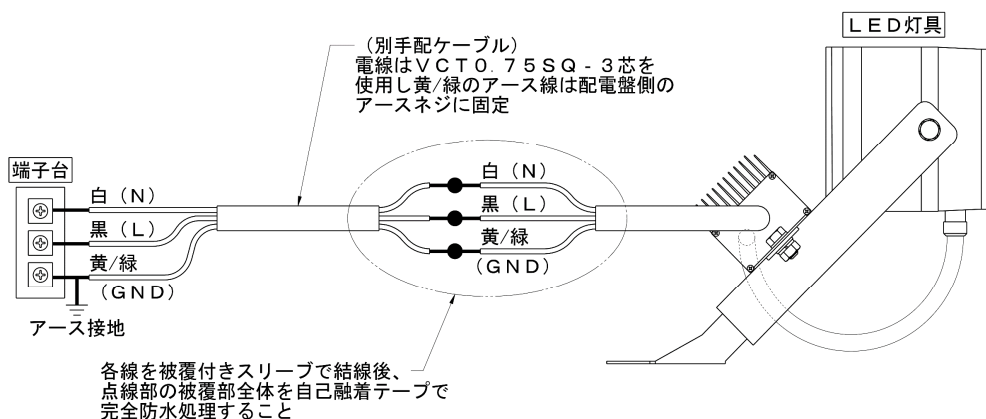 LED灯具
(別手配ケーブル)
電線はVCT0.75SQ-3芯を
使用し黄/緑のアース線は配電盤側の
アースネジに固定
端子台
白(N)
黒(L)
黄/緑
(GND)
アース接地
白(N)
黒(L)
黄/緑
(GND)
各線を被覆付きスリーブで結線後、
点線部の被覆部全体を自己融着テープで
完全防水処理すること